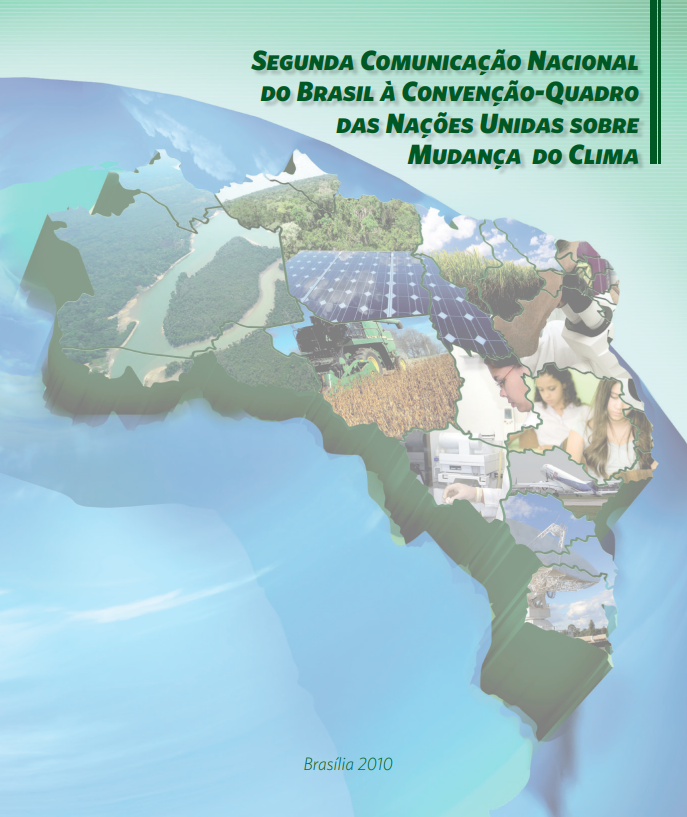 Segunda Comunicação Nacional
do Brasil à Convenção-Quadro
das Nações Unidas sobre
Mudança do Clima
Brasília 2010